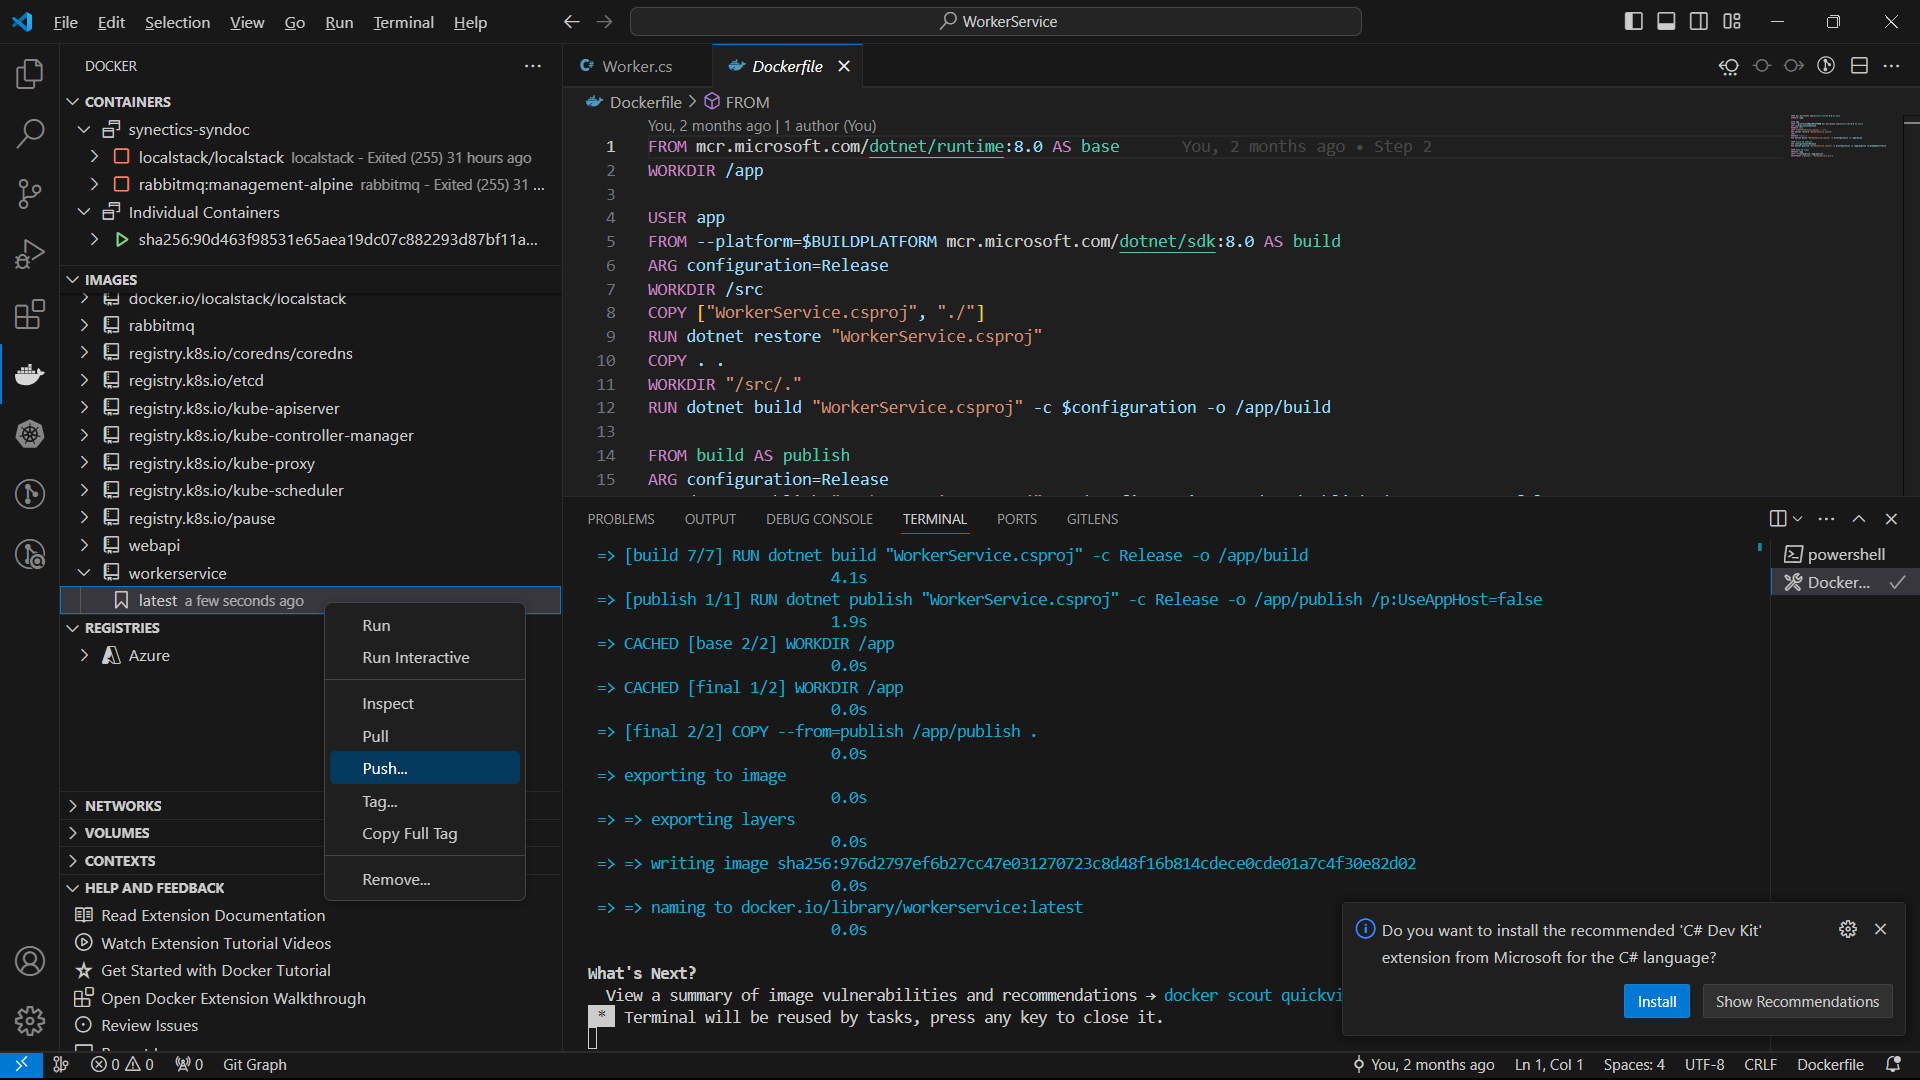 File Edit Selection View Go Run Terminal Help
WorkerService
DOCKER
CONTAINERS
synectics-syndoc
localstack/localstack localstack - Exited (255) 31 hours ago
rabbitmq:management-alpine rabbitmq - Exited (255) 31 ...
Individual Containers
sha256:90d463f98531e65aea19dc07c882293d87bf11a...
IMAGES
docker.io/localstack/localstack
rabbitmq
registry.k8s.io/coredns/coredns
registry.k8s.io/etcd
registry.k8s.io/kube-apiserver
registry.k8s.io/kube-controller-manager
registry.k8s.io/kube-proxy
registry.k8s.io/kube-scheduler
registry.k8s.io/pause
webapi
workerservice
latest a few seconds ago
REGISTRIES
Azure
Run
Run Interactive
Inspect
Pull
Push...
Tag...
Copy Full Tag
Remove...
NETWORKS
VOLUMES
CONTEXTS
HELP AND FEEDBACK
Read Extension Documentation
Watch Extension Tutorial Videos
Get Started with Docker Tutorial
Open Docker Extension Walkthrough
Review Issues
Worker.cs Dockerfile
Dockerfile > FROM
You, 2 months ago | 1 author (You)
1 FROM mcr.microsoft.com/dotnet/runtime:8.0 AS base You, 2 months ago • Step 2
2 WORKDIR /app
3
4 USER app
5 FROM --platform=$BUILDPLATFORM mcr.microsoft.com/dotnet/sdk:8.0 AS build
6 ARG configuration=Release
7 WORKDIR /src
8 COPY ["WorkerService.csproj", "./"]
9 RUN dotnet restore "WorkerService.csproj"
10 COPY . .
11 WORKDIR "/src/."
12 RUN dotnet build "WorkerService.csproj" -c $configuration -o /app/build
13
14 FROM build AS publish
15 ARG configuration=Release
PROBLEMS OUTPUT DEBUG CONSOLE TERMINAL PORTS GITLENS
=> [build 7/7] RUN dotnet build "WorkerService.csproj" -c Release -o /app/build
4.1s
=> [publish 1/1] RUN dotnet publish "WorkerService.csproj" -c Release -o /app/publish /p:UseAppHost=false
1.9s
=> CACHED [base 2/2] WORKDIR /app
0.0s
=> CACHED [final 1/2] WORKDIR /app
0.0s
=> [final 2/2] COPY --from=publish /app/publish .
0.0s
=> exporting to image
0.0s
=> => exporting layers
0.0s
=> => writing image sha256:976d2797ef6b27cc47e031270723c8d48f16b814cdece0cde01a7c4f30e82d02
0.0s
=> => naming to docker.io/library/workerservice:latest
0.0s
What's Next?
View a summary of image vulnerabilities and recommendations → docker scout quickvi
* Terminal will be reused by tasks, press any key to close it.
powershell
Docker...
Do you want to install the recommended 'C# Dev Kit'
extension from Microsoft for the C# language?
Install Show Recommendations
0 0 0 Git Graph
You, 2 months ago Ln 1, Col 1 Spaces: 4 UTF-8 CRLF Dockerfile